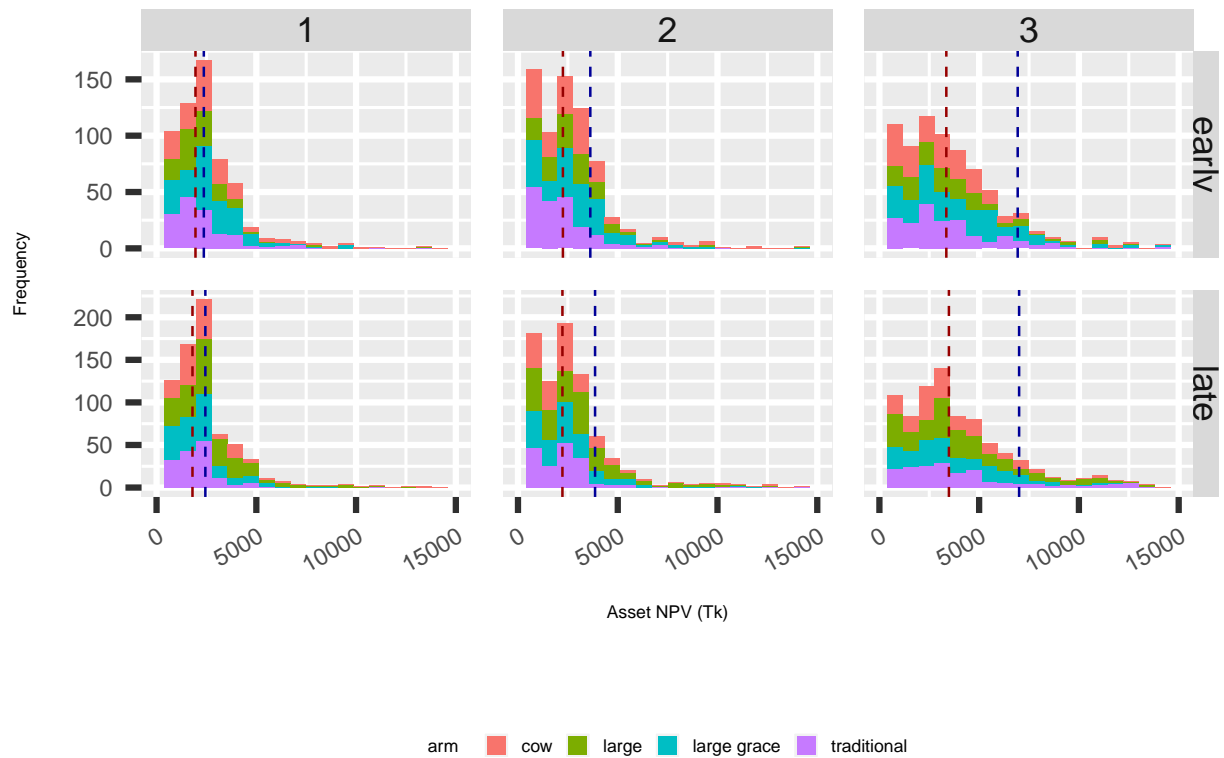 1 2 3
150
100
50
0
early
200
150
100
50
0
late
Frequency
0 5000 10000 15000 0 5000 10000 15000 0 5000 10000 15000
Asset NPV (Tk)
arm cow large large grace traditional